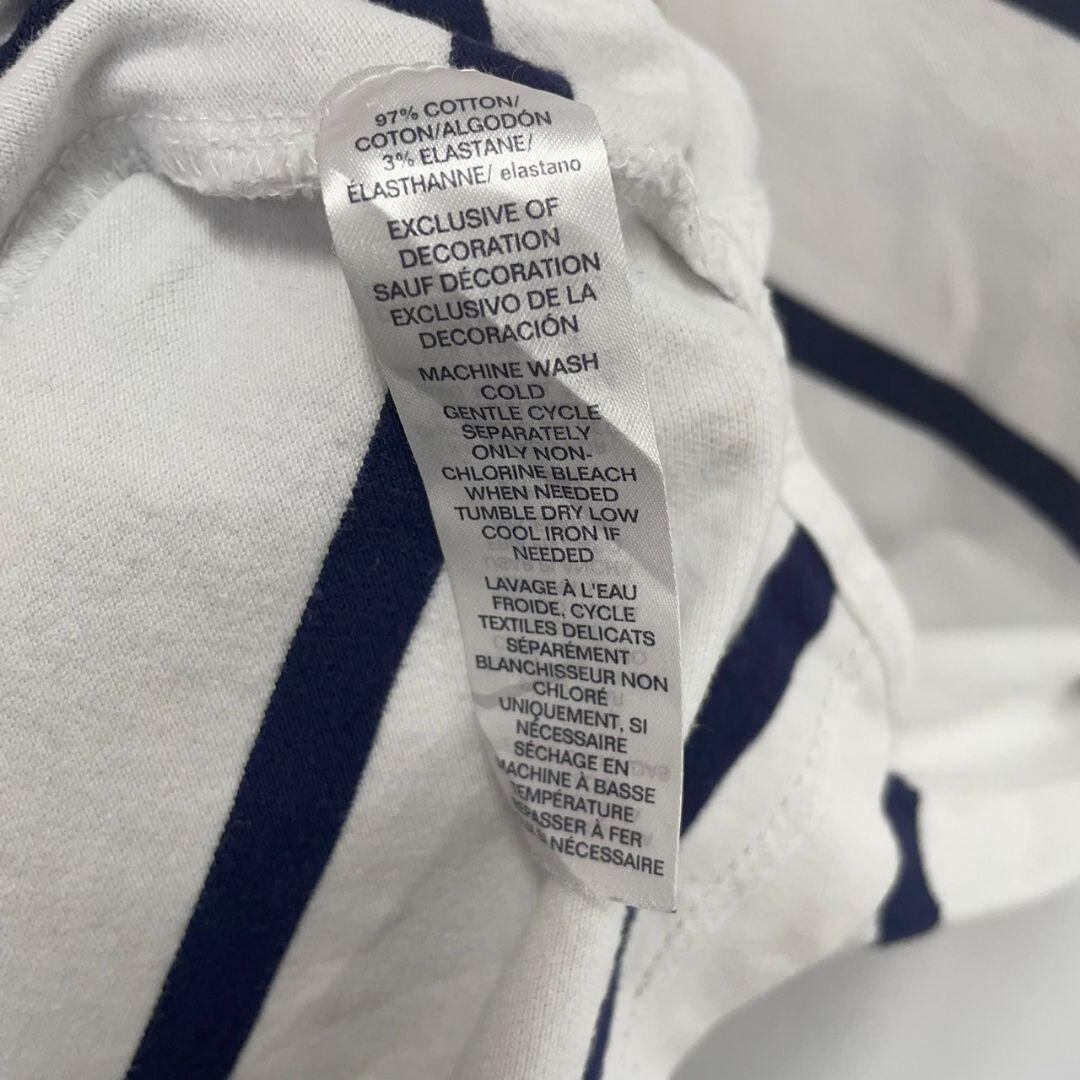 97% COTTON/
COTON/ALGODÓN
3% ELASTANE/
ÉLASTHANNE/ elastano
EXCLUSIVE OF
DECORATION
SAUF DÉCORATION
EXCLUSIVO DE LA
DECORACIÓN
MACHINE WASH
COLD
GENTLE CYCLE
SEPARATELY
ONLY NON-
CHLORINE BLEACH
WHEN NEEDED
TUMBLE DRY LOW
COOL IRON IF
NEEDED
LAVAGE À L'EAU
FROIDE, CYCLE
TEXTILES DELICATS
SÉPARÉMENT
BLANCHISSEUR NON
CHLORÉ
UNIQUEMENT, SI
NÉCESSAIRE
SÉCHAGE EN
MACHINE À BASSE
TEMPÉRATURE/
REPASSER À FER
NÉCESSAIRE